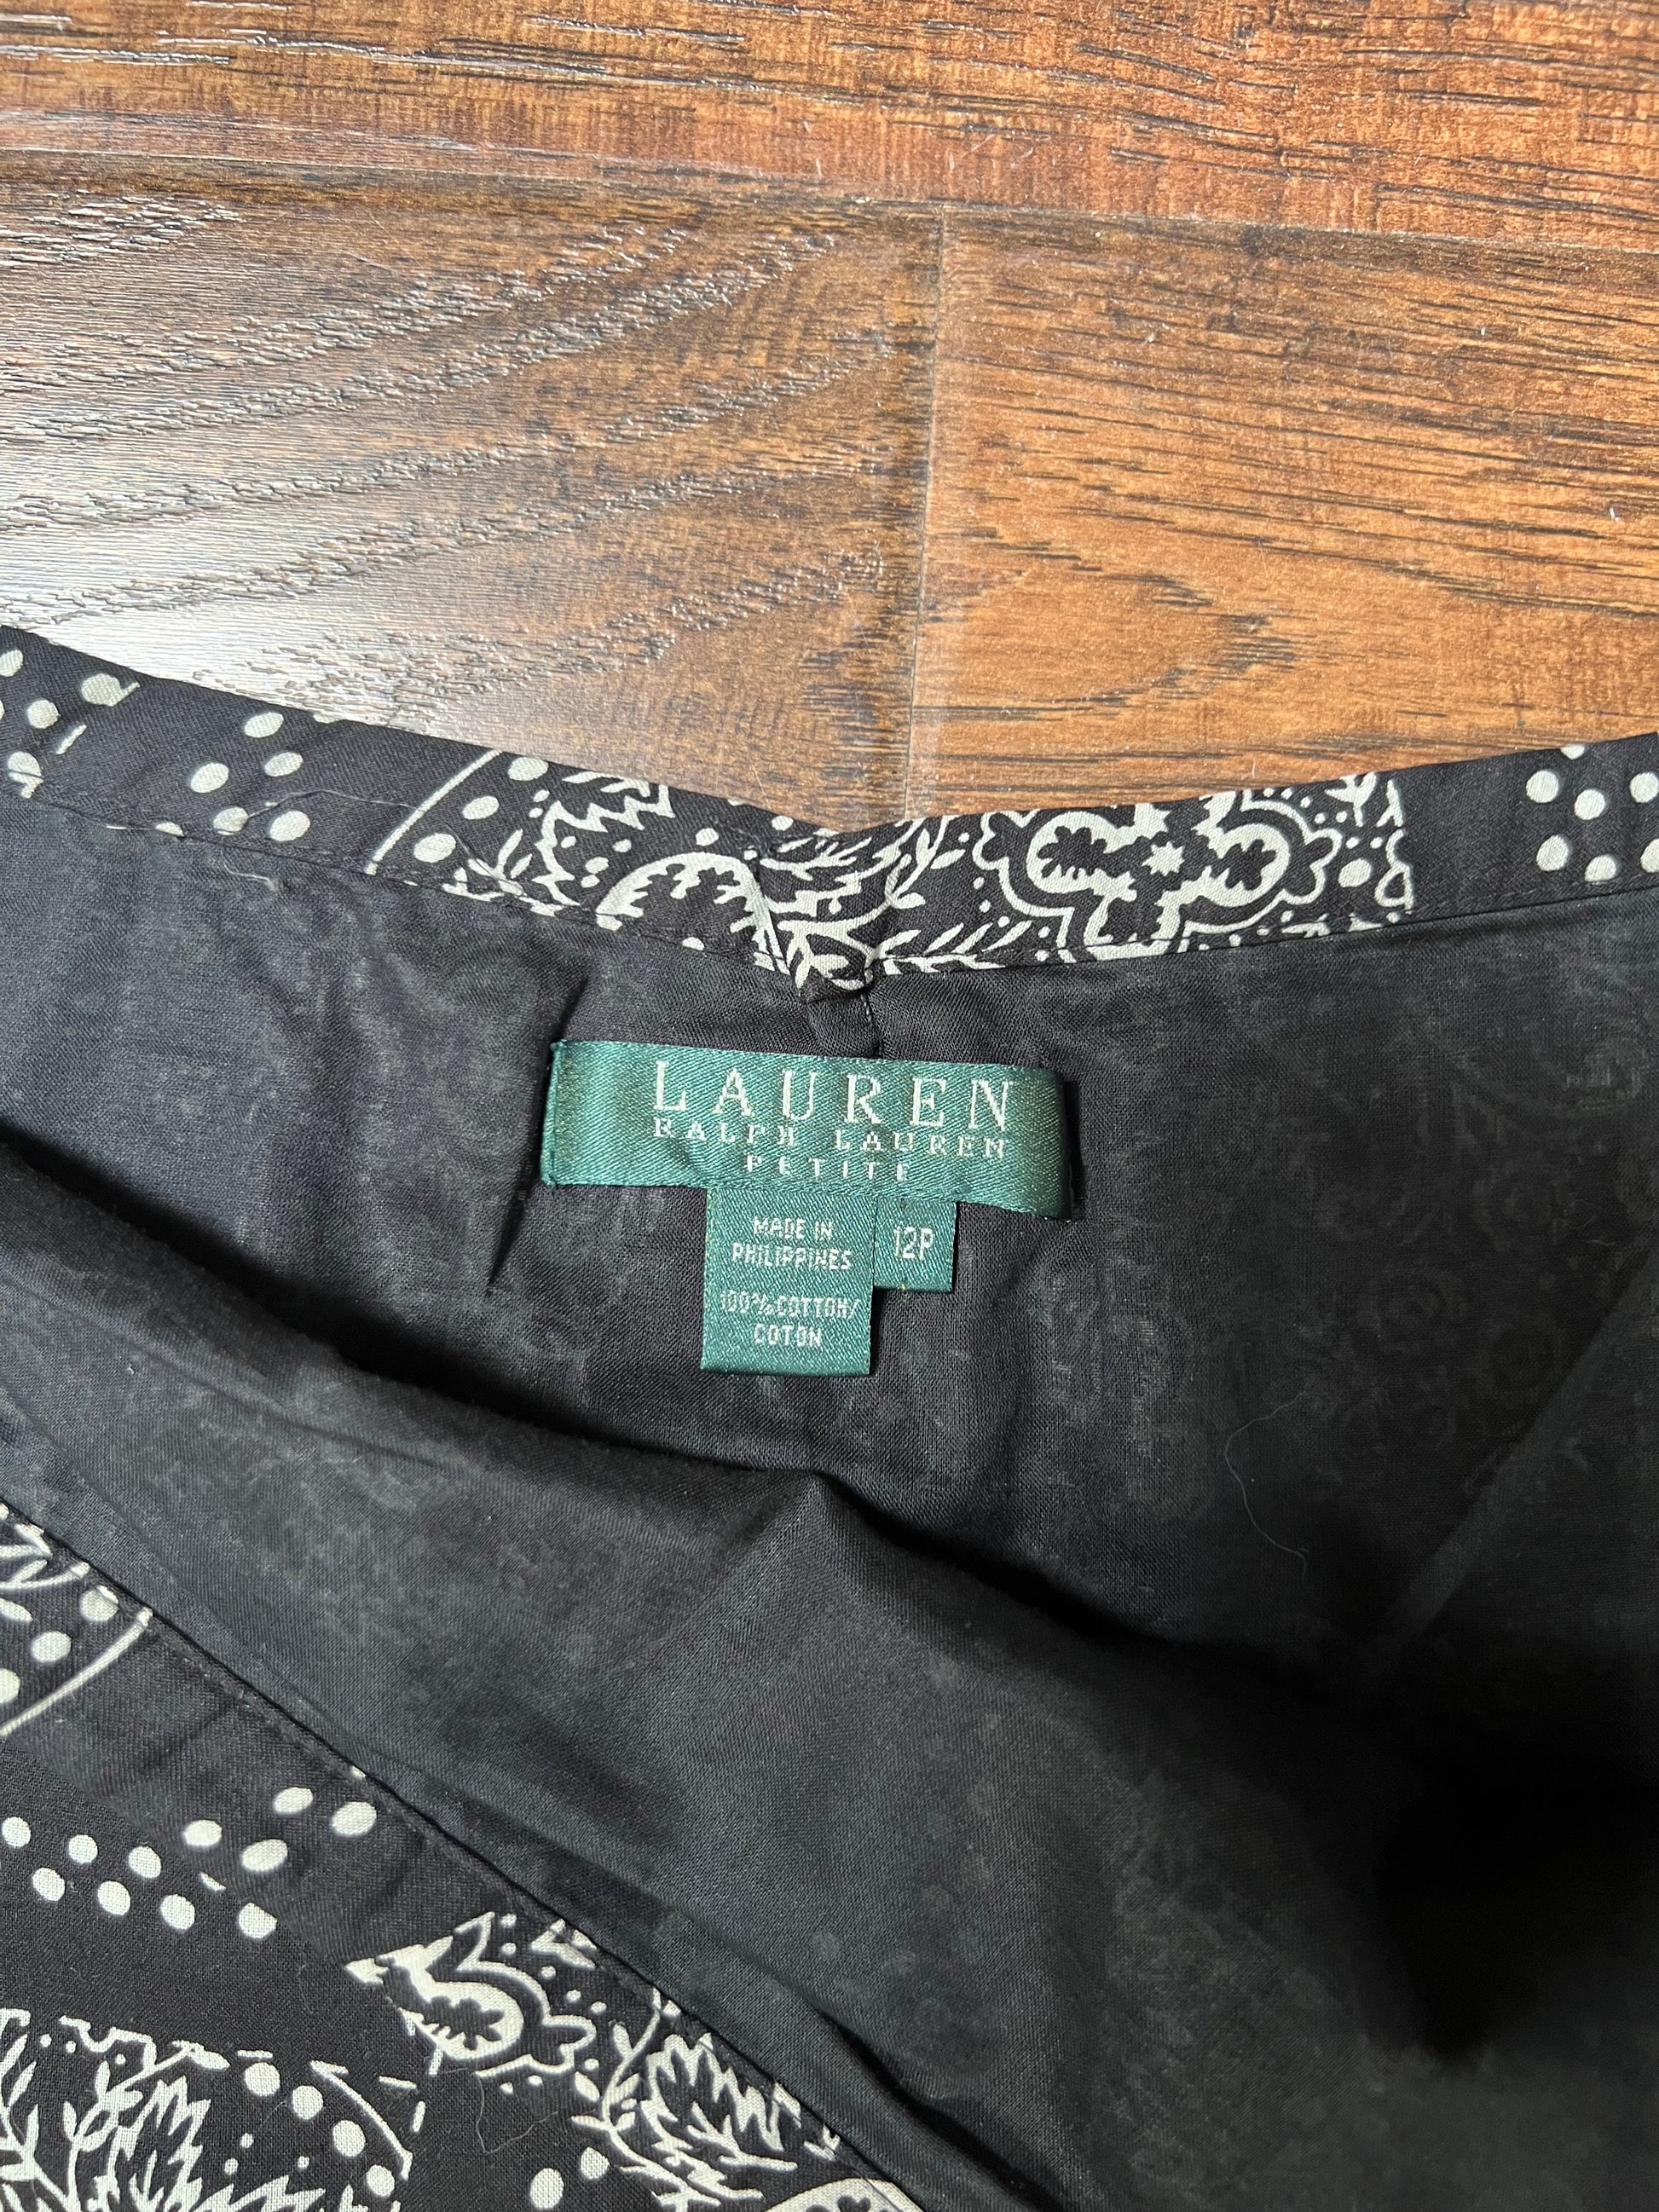 LAUREN
RALPH LAUREN
PETITE
MADE IN
PHILIPPINES
12P
100% COTTON/
COTON